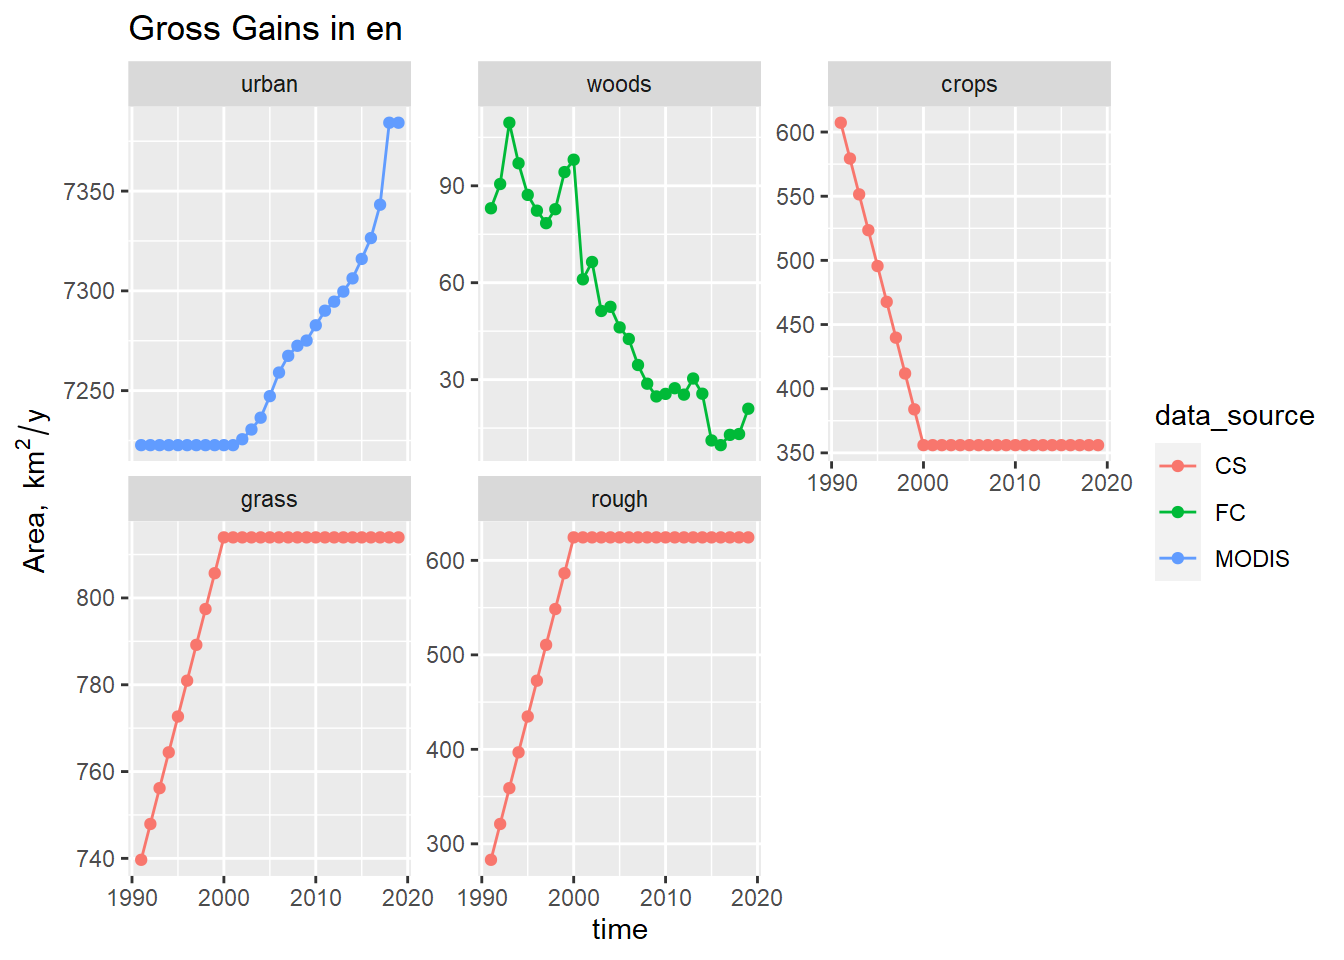 Gross Gains in en
urban
woods
crops
7350
7300
7250
90
60
30
600
550
500
450
400
350
1990 2000 2010 2020
grass
rough
800
780
760
740
600
500
400
300
1990 2000 2010 2020
1990 2000 2010 2020
time
Area, km² / y
data_source
CS
FC
MODIS